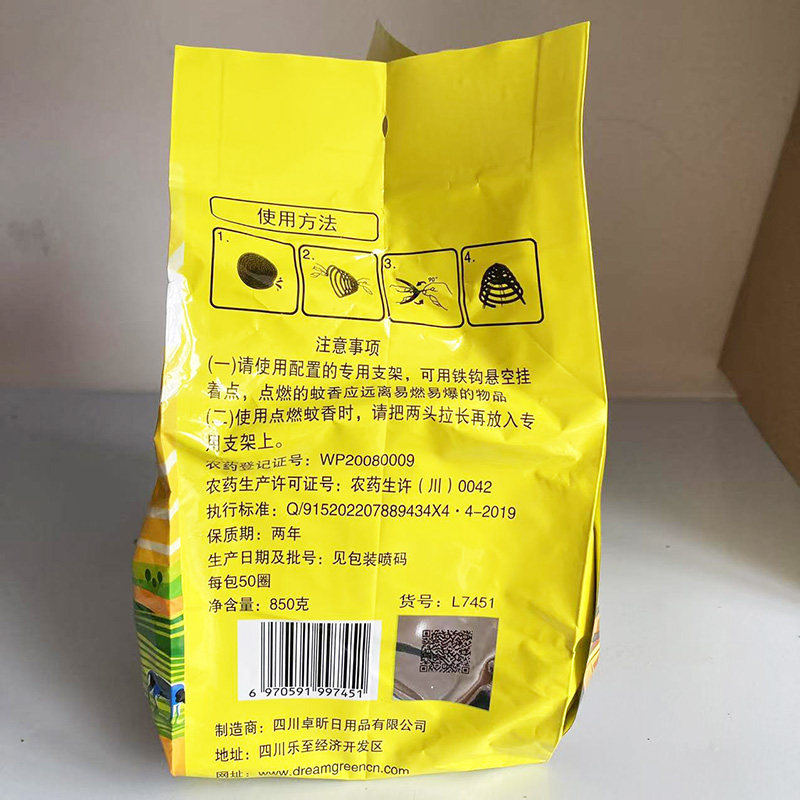 使用方法
1.
2.
3.
90°
4.
注意事项
(一)请使用配置的专用支架，可用铁钩悬空挂
着点，点燃的蚊香应远离易燃易爆的物品
(二)使用点燃蚊香时，请把两头拉长再放入专
用支架上。
农药登记证号：WP20080009
农药生产许可证号：农药生许（川）0042
执行标准：Q/915202207889434X4·4-2019
保质期：两年
生产日期及批号：见包装喷码
每包50圈
净含量：850克
货号：L7451
6 970591 997451
制造商：四川卓昕日用品有限公司
地址：四川乐至经济开发区
网址：www.dreamgreencn.com